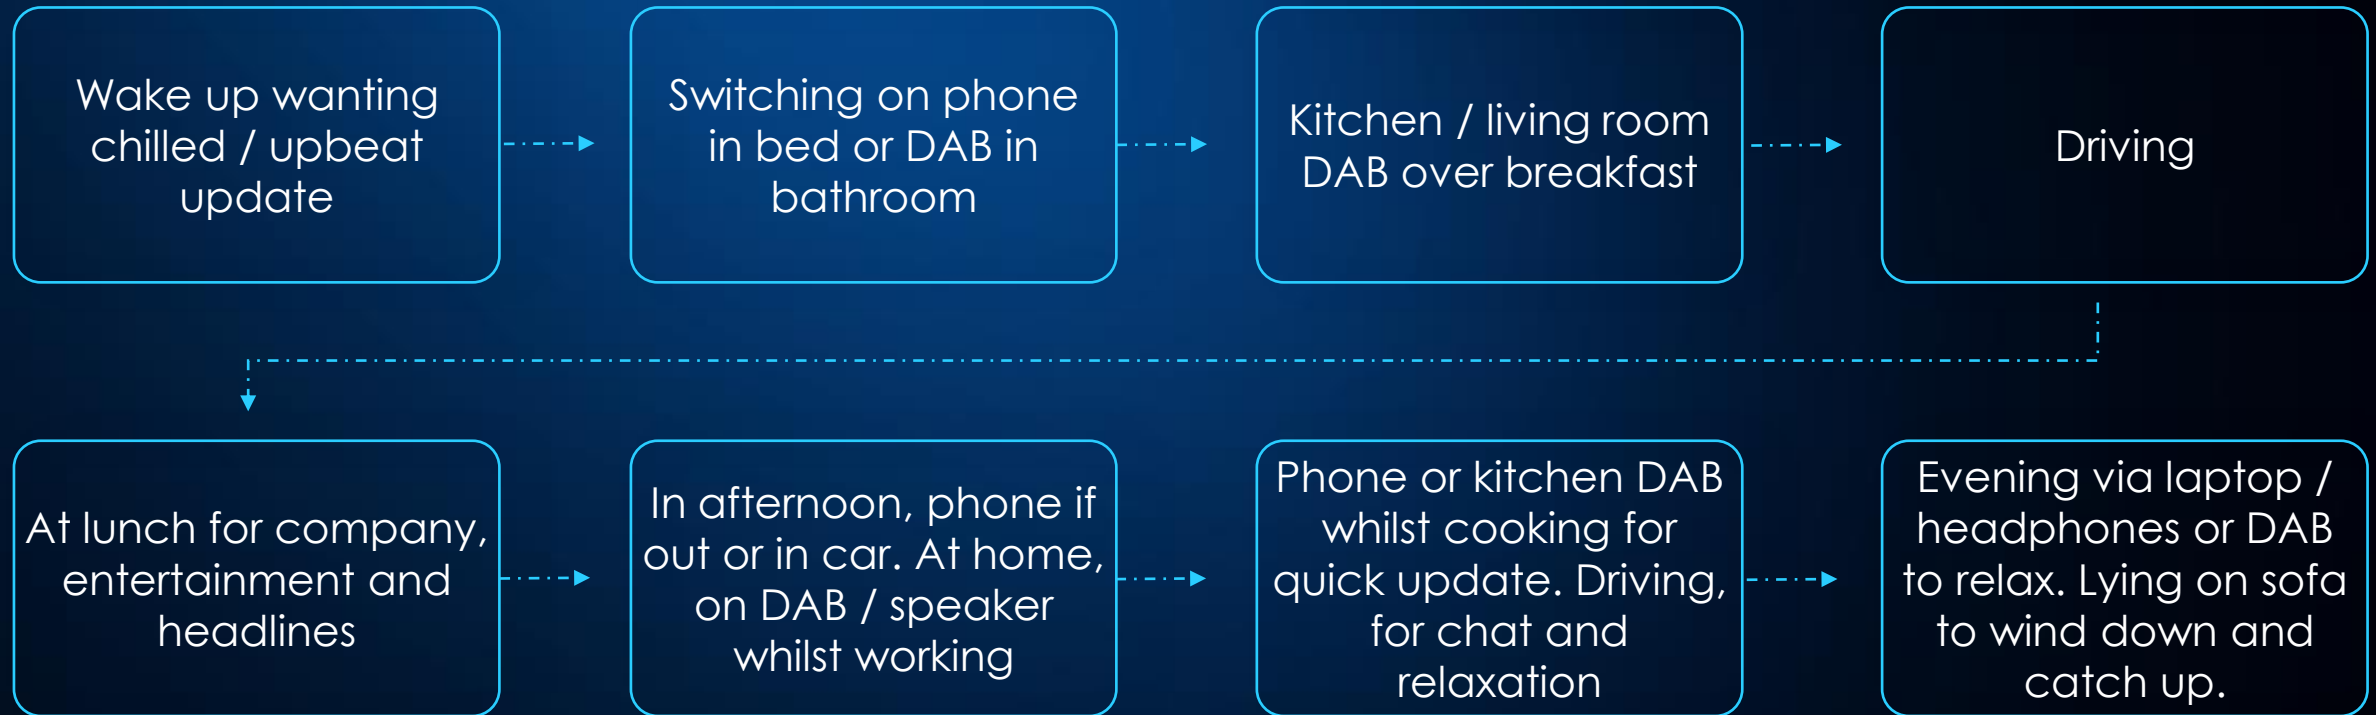 Wake up wanting
chilled / upbeat
update
Switching on phone
in bed or DAB in
bathroom
Kitchen / living room
DAB over breakfast
Driving
At lunch for company,
entertainment and
headlines
In afternoon, phone if
out or in car. At home,
on DAB / speaker
whilst working
Phone or kitchen DAB
whilst cooking for
quick update. Driving,
for chat and
relaxation
Evening via laptop /
headphones or DAB
to relax. Lying on sofa
to wind down and
catch up.